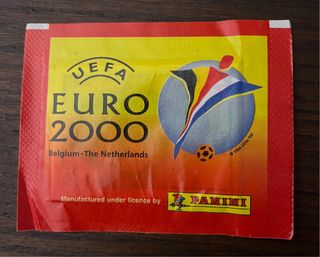 UEFA
EURO
2000
Belgium · The Netherlands
Manufactured under licence by
PANINI